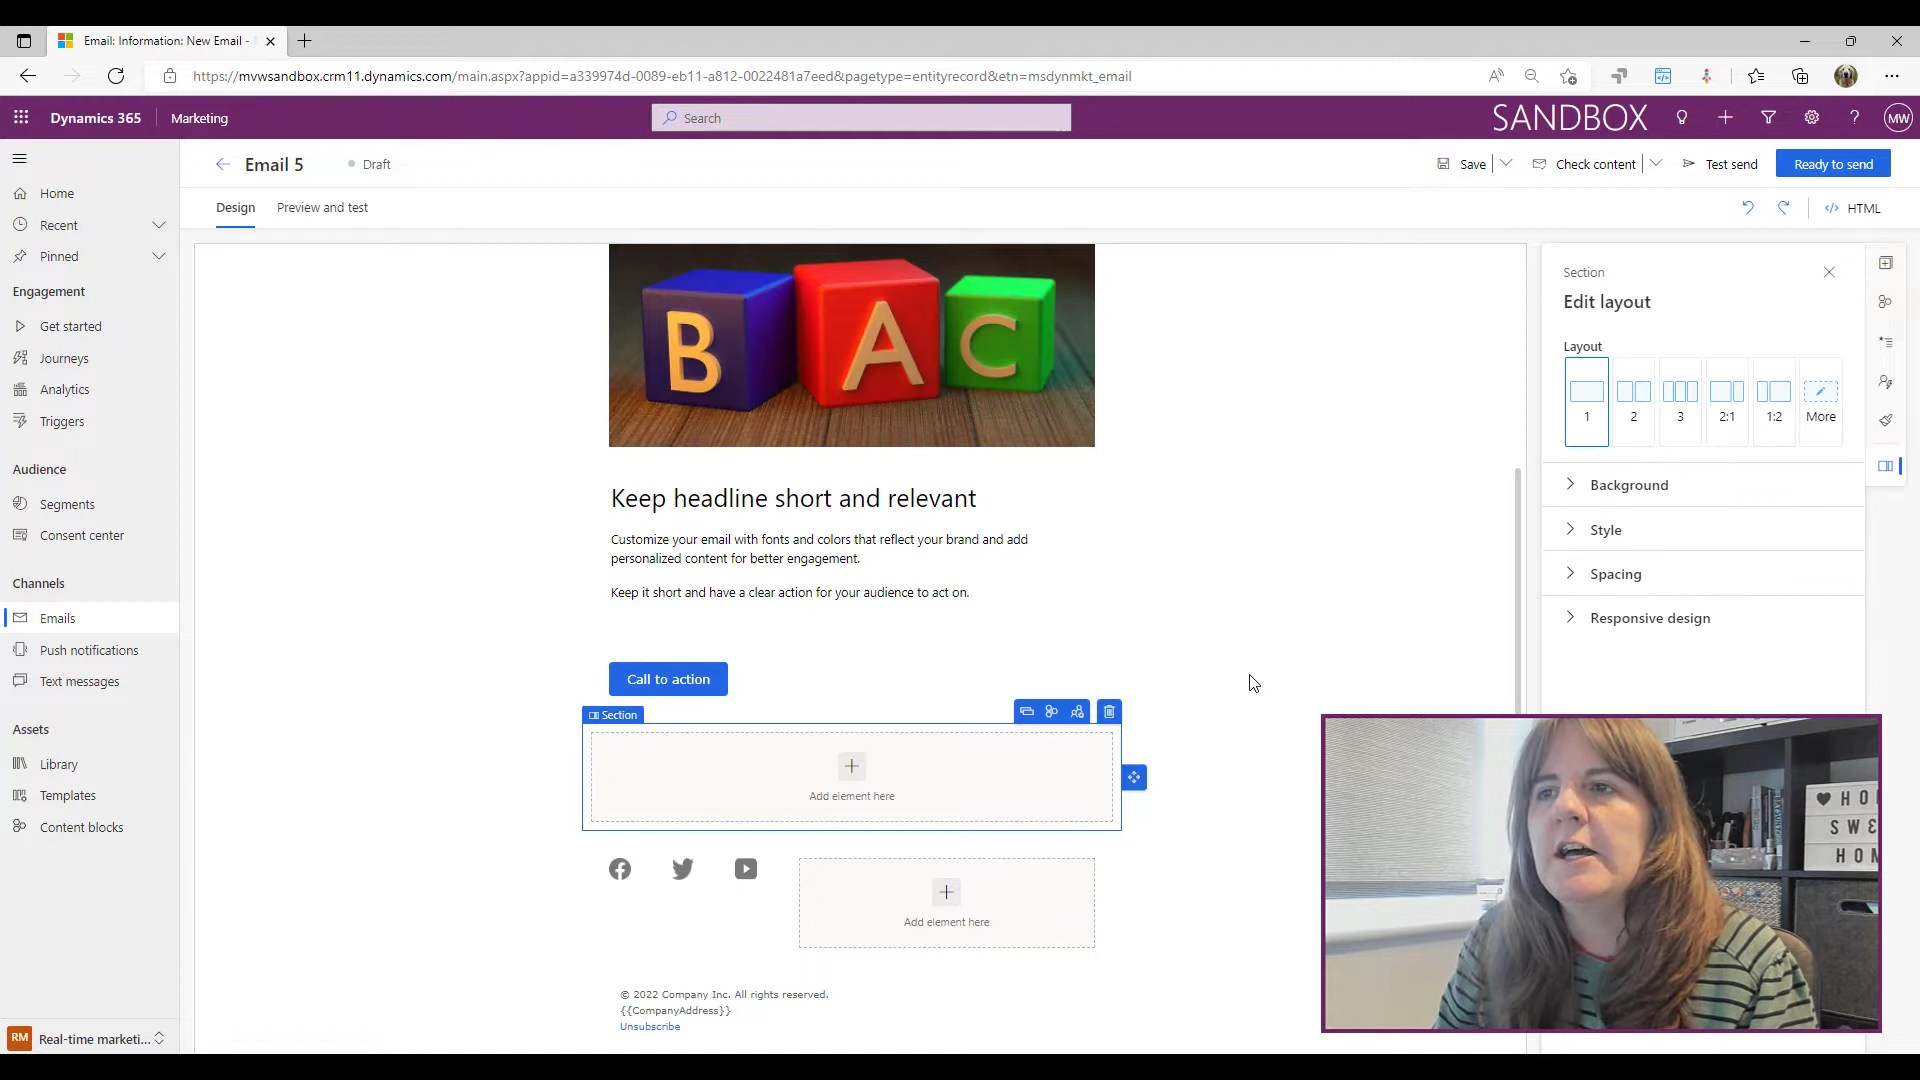 Email: Information: New Email -
https://mvwsandbox.crm11.dynamics.com/main.aspx?appid=a339974d-0089-eb11-a812-0022481a7eed&pagetype=entityrecord&etn=msdynmkt_email
Dynamics 365
Marketing
Search
SANDBOX
MW
Email 5
Draft
Save
Check content
Test send
Ready to send
Design
Preview and test
HTML
Home
Recent
Pinned
Engagement
Get started
Journeys
Analytics
Triggers
Audience
Segments
Consent center
Channels
Emails
Push notifications
Text messages
Assets
Library
Templates
Content blocks
RM
Real-time marketi...
B A C
Keep headline short and relevant
Customize your email with fonts and colors that reflect your brand and add
personalized content for better engagement.
Keep it short and have a clear action for your audience to act on.
Call to action
Section
Add element here
Add element here
© 2022 Company Inc. All rights reserved.
{{CompanyAddress}}
Unsubscribe
Section
Edit layout
Layout
1
2
3
2:1
1:2
More
Background
Style
Spacing
Responsive design
HO
SWE
HOM